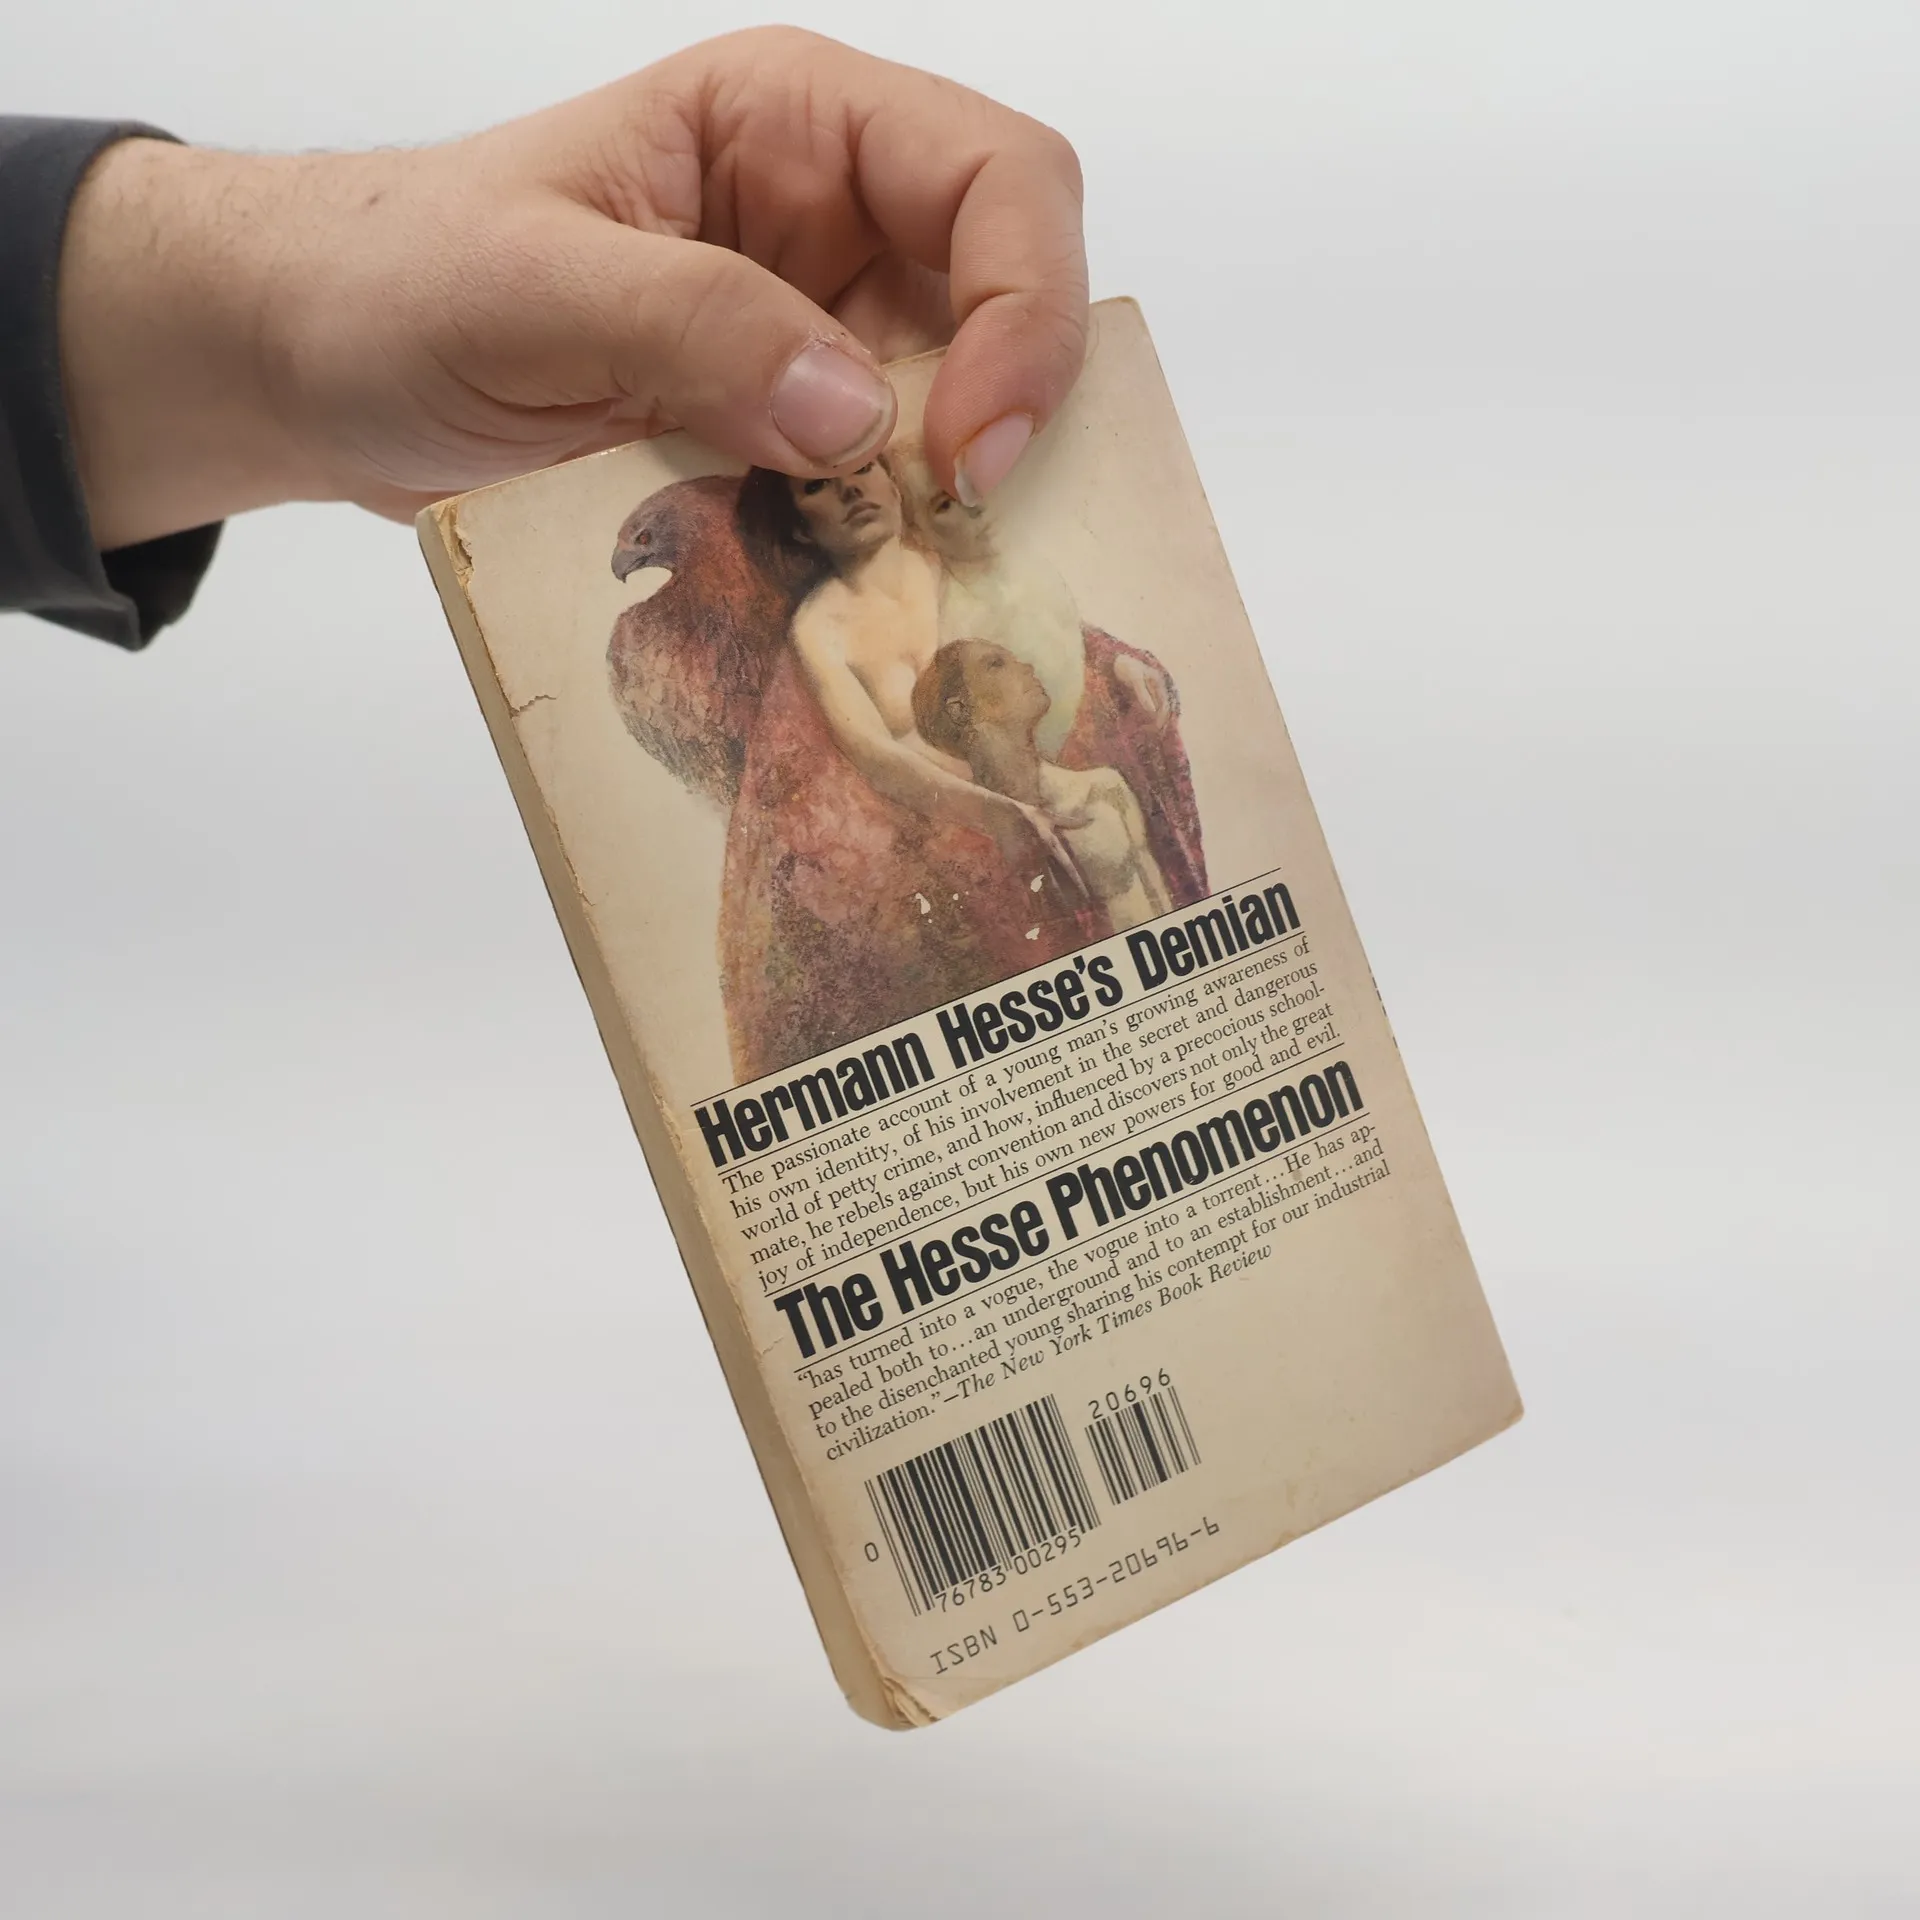 Hermann Hesse's Demian
The passionate account of a young man's growing awareness of
his own identity, of his involvement in the secret and dangerous
world of petty crime, and how, influenced by a precocious school-
mate, he rebels against convention and discovers not only the great
joy of independence, but his own new powers for good and evil.
The Hesse Phenomenon
“has turned into a vogue, the vogue into a torrent...He has ap-
pealed both to...an underground and to an establishment...and
to the disenchanted young sharing his contempt for our industrial
civilization.”—The New York Times Book Review
20696
0 76783 00295
ISBN 0-553-20696-6